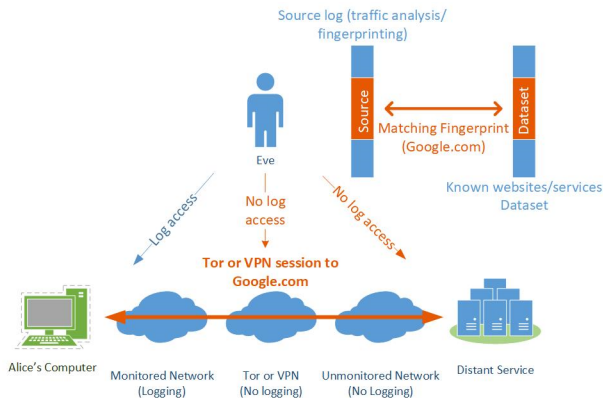 Source log (traffic analysis/
fingerprinting)
Source
Dataset
Matching Fingerprint
(Google.com)
Known websites/services
Dataset
Eve
Log access
No log
access
No log access
Tor or VPN session to
Google.com
Alice's Computer
Monitored Network
(Logging)
Tor or VPN
(No logging)
Unmonitored Network
(No Logging)
Distant Service